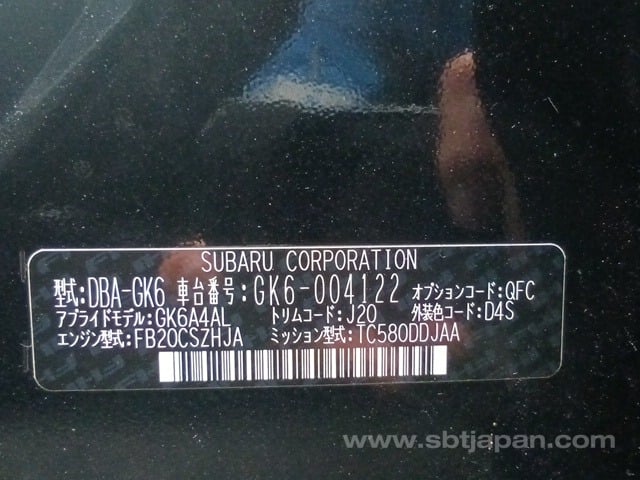 SUBARU CORPORATION
型式:DBA-GK6 車台番号:GK6-004122 オプションコード:QFC
アプライドモデル:GK6A4AL トリムコード:J20 外装色コード:D4S
エンジン型式:FB20CSZHJA ミッション型式:TC580DDJAA
www.sbtjapan.com